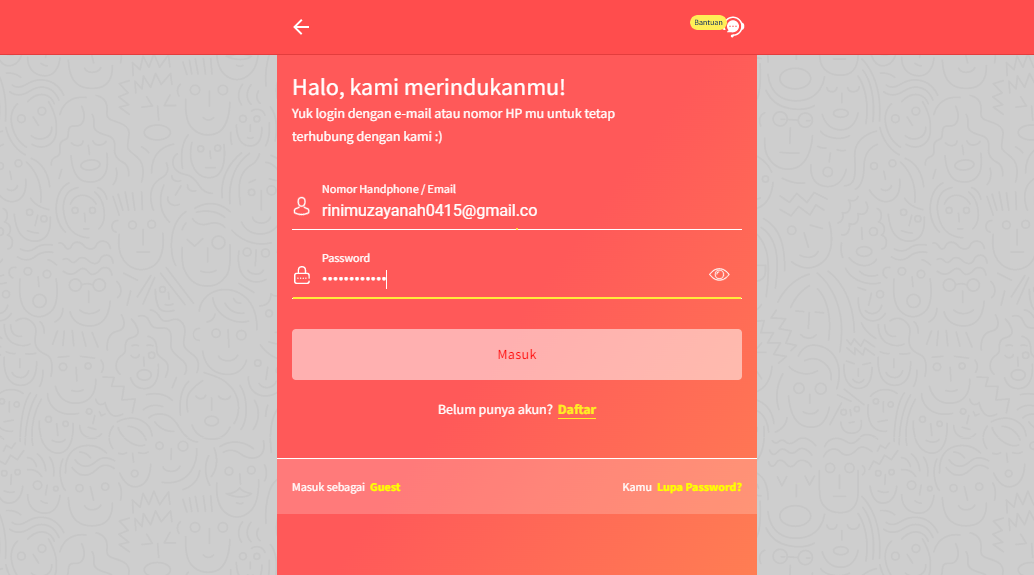 Bantuan
Halo, kami merindukanmu!
Yuk login dengan e-mail atau nomor HP mu untuk tetap
terhubung dengan kami :)
Nomor Handphone / Email
rinimuzayanah0415@gmail.co
Password
••••••••••••
Masuk
Belum punya akun? Daftar
Masuk sebagai Guest
Kamu Lupa Password?